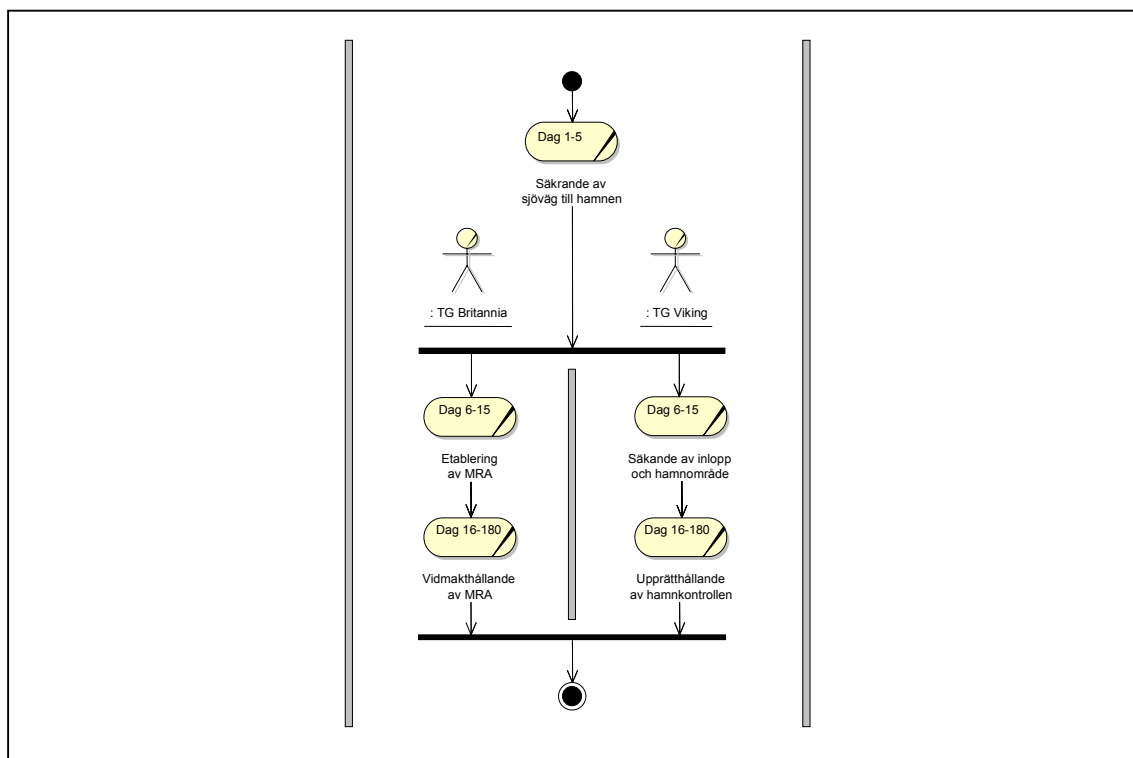 Dag 1-5
Säkrande av
sjöväg till hamnen
: TG Britannia
: TG Viking
Dag 6-15
Etablering
av MRA
Dag 6-15
Säkande av inlopp
och hamnområde
Dag 16-180
Vidmakthållande
av MRA
Dag 16-180
Upprätthållande
av hamnkontrollen